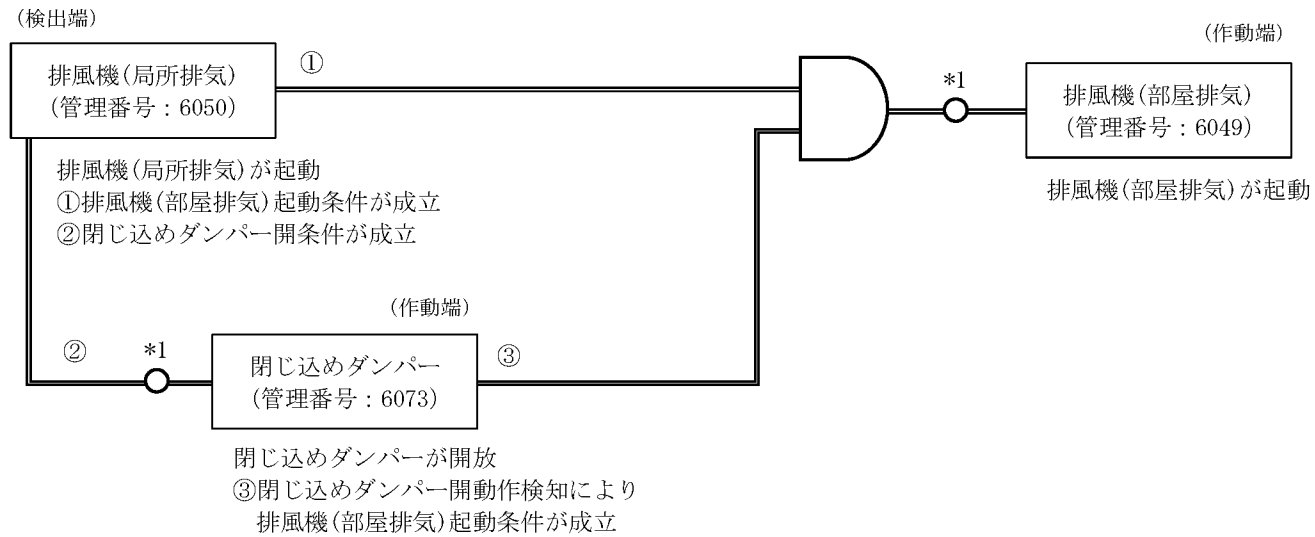 (検出端)
排風機(局所排気)
(管理番号：6050)
①
排風機(局所排気)が起動
①排風機(部屋排気)起動条件が成立
②閉じ込めダンパー開条件が成立
*1
(作動端)
排風機(部屋排気)
(管理番号：6049)
排風機(部屋排気)が起動
②
*1
(作動端)
閉じ込めダンパー
(管理番号：6073)
③
閉じ込めダンパーが開放
③閉じ込めダンパー開動作検知により
排風機(部屋排気)起動条件が成立